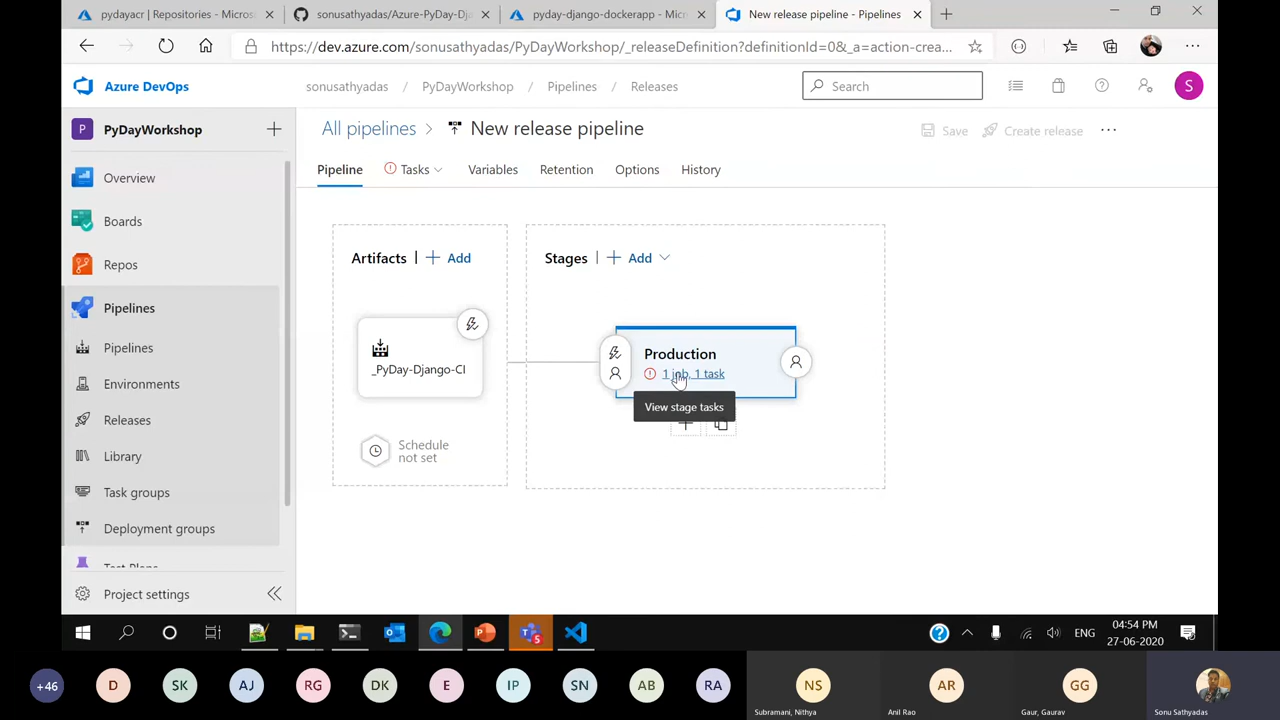 pydayacr | Repositories - Micros
sonusathyadas/Azure-PyDay-Dj
pyday-django-dockerapp - Micr
New release pipeline - Pipelines
https://dev.azure.com/sonusathyadas/PyDayWorkshop/_releaseDefinition?definitionId=0&_a=action-crea...
Azure DevOps
sonusathyadas / PyDayWorkshop / Pipelines / Releases
Search
S
P PyDayWorkshop
All pipelines > New release pipeline
Save
Create release
Pipeline Tasks Variables Retention Options History
Overview
Boards
Repos
Pipelines
Pipelines
Environments
Releases
Library
Task groups
Deployment groups
Test Plans
Project settings
Artifacts | + Add
Stages | + Add
_PyDay-Django-CI
Schedule
not set
Production
1 job, 1 task
View stage tasks
ENG
04:54 PM
27-06-2020
+46 D SK AJ RG DK E IP SN AB RA NS AR GG
Subramani, Nithya
Anil Rao
Gaur, Gaurav
Sonu Sathyadas